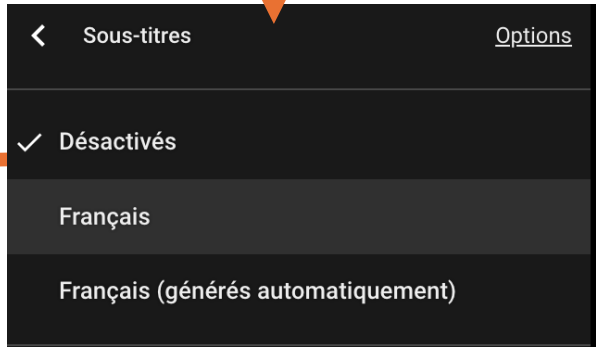 Sous-titres
Options
Désactivés
Français
Français (générés automatiquement)